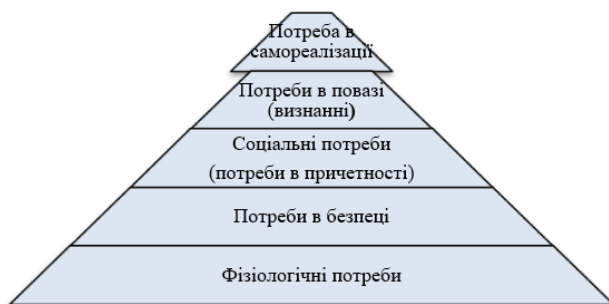 Потреба в
самореалізації
Потреби в повазі
(визнанні)
Соціальні потреби
(потреби в причетності)
Потреби в безпеці
Фізіологічні потреби